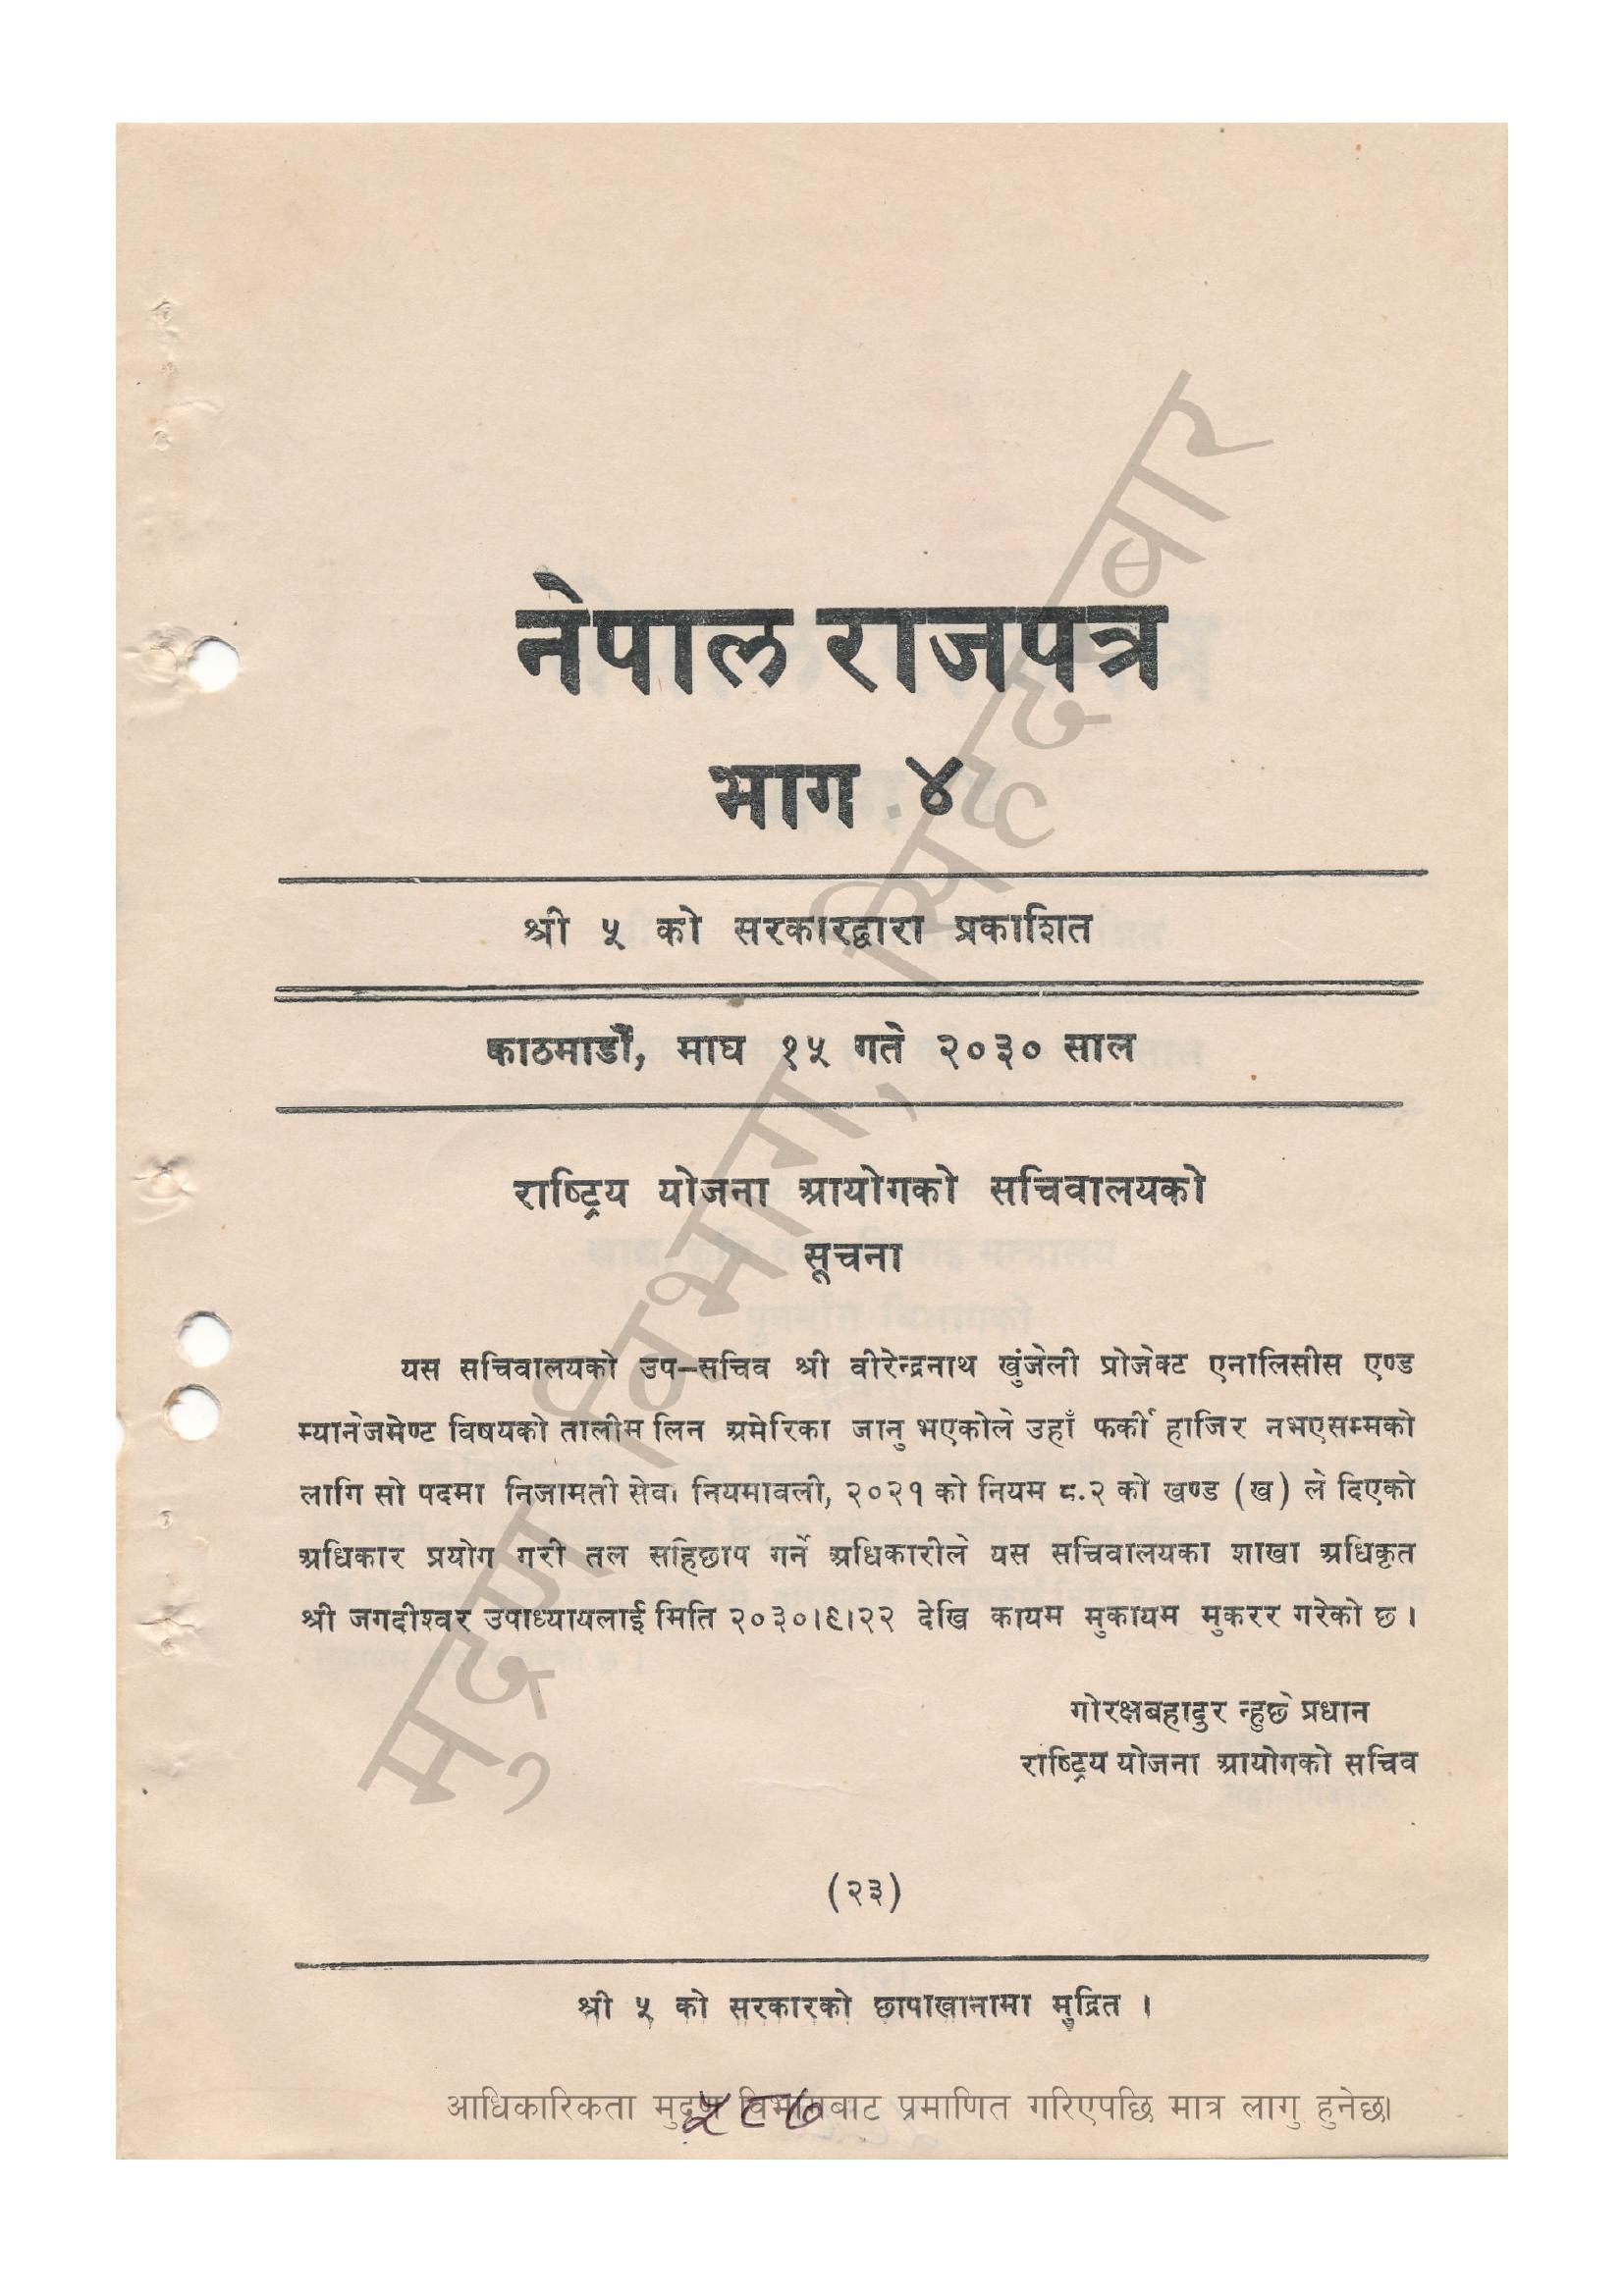 नेपाल राजपत्र
भाग ४
श्री ५ को सरकारद्वारा प्रकाशित
काठमाडौं, माघ १५ गते २०३० साल
राष्ट्रिय योजना आयोगको सचिवालयको
सूचना
यस सचिवालयको उप–सचिव श्री वीरेन्द्रनाथ खुंजेली प्रोजेक्ट एनालिसीस एण्ड
म्यानेजमेण्ट विषयको तालीम लिन अमेरिका जानु भएकोले उहाँ फर्की हाजिर नभएसम्मको
लागि सो पदमा निजामती सेवा नियमावली, २०२१ को नियम ८.२ को खण्ड (ख) ले दिएको
अधिकार प्रयोग गरी तल सहिछाप गर्ने अधिकारीले यस सचिवालयका शाखा अधिकृत
श्री जगदीश्वर उपाध्यायलाई मिति २०३०।९।२२ देखि कायम मुकायम मुकरर गरेको छ ।
गोरक्षबहादुर न्हुछे प्रधान
राष्ट्रिय योजना आयोगको सचिव
(२३)
श्री ५ को सरकारको छापाखानामा मुद्रित ।
आधिकारिकता मुद्रण विभागबाट प्रमाणित गरिएपछि मात्र लागु हुनेछ।
मुद्रण विभाग, सिंहदरबार